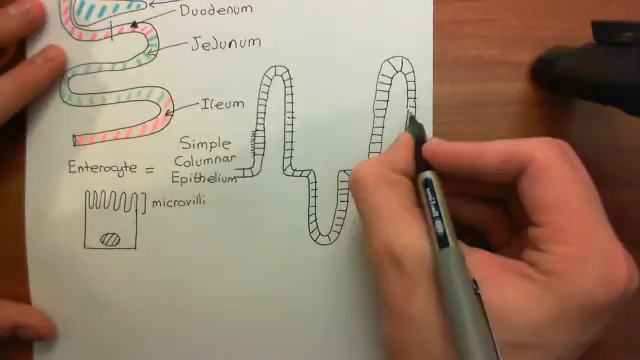 Duodenum
Jejunum
Ileum
Enterocyte =
Simple
Columnar
Epithelium
microvilli